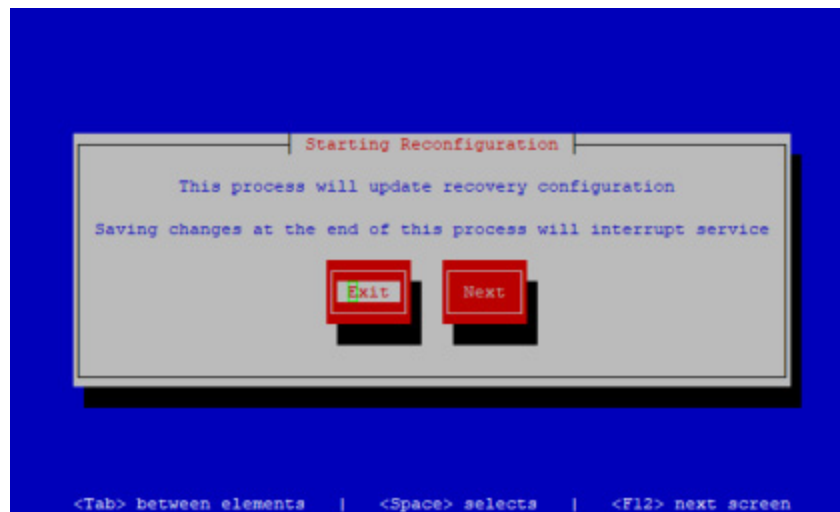 Starting Reconfiguration
This process will update recovery configuration
Saving changes at the end of this process will interrupt service
Exit Next
<Tab> between elements | <Space> selects | <F12> next screen